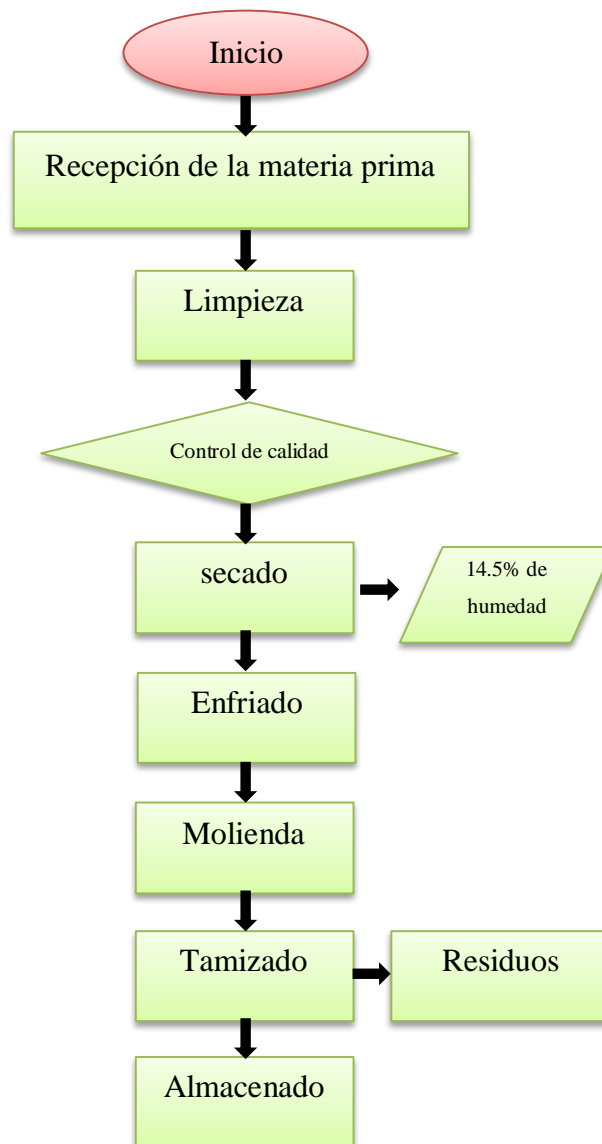 Inicio
Recepción de la materia prima
Limpieza
Control de calidad
secado
14.5% de
humedad
Enfriado
Molienda
Tamizado
Residuos
Almacenado